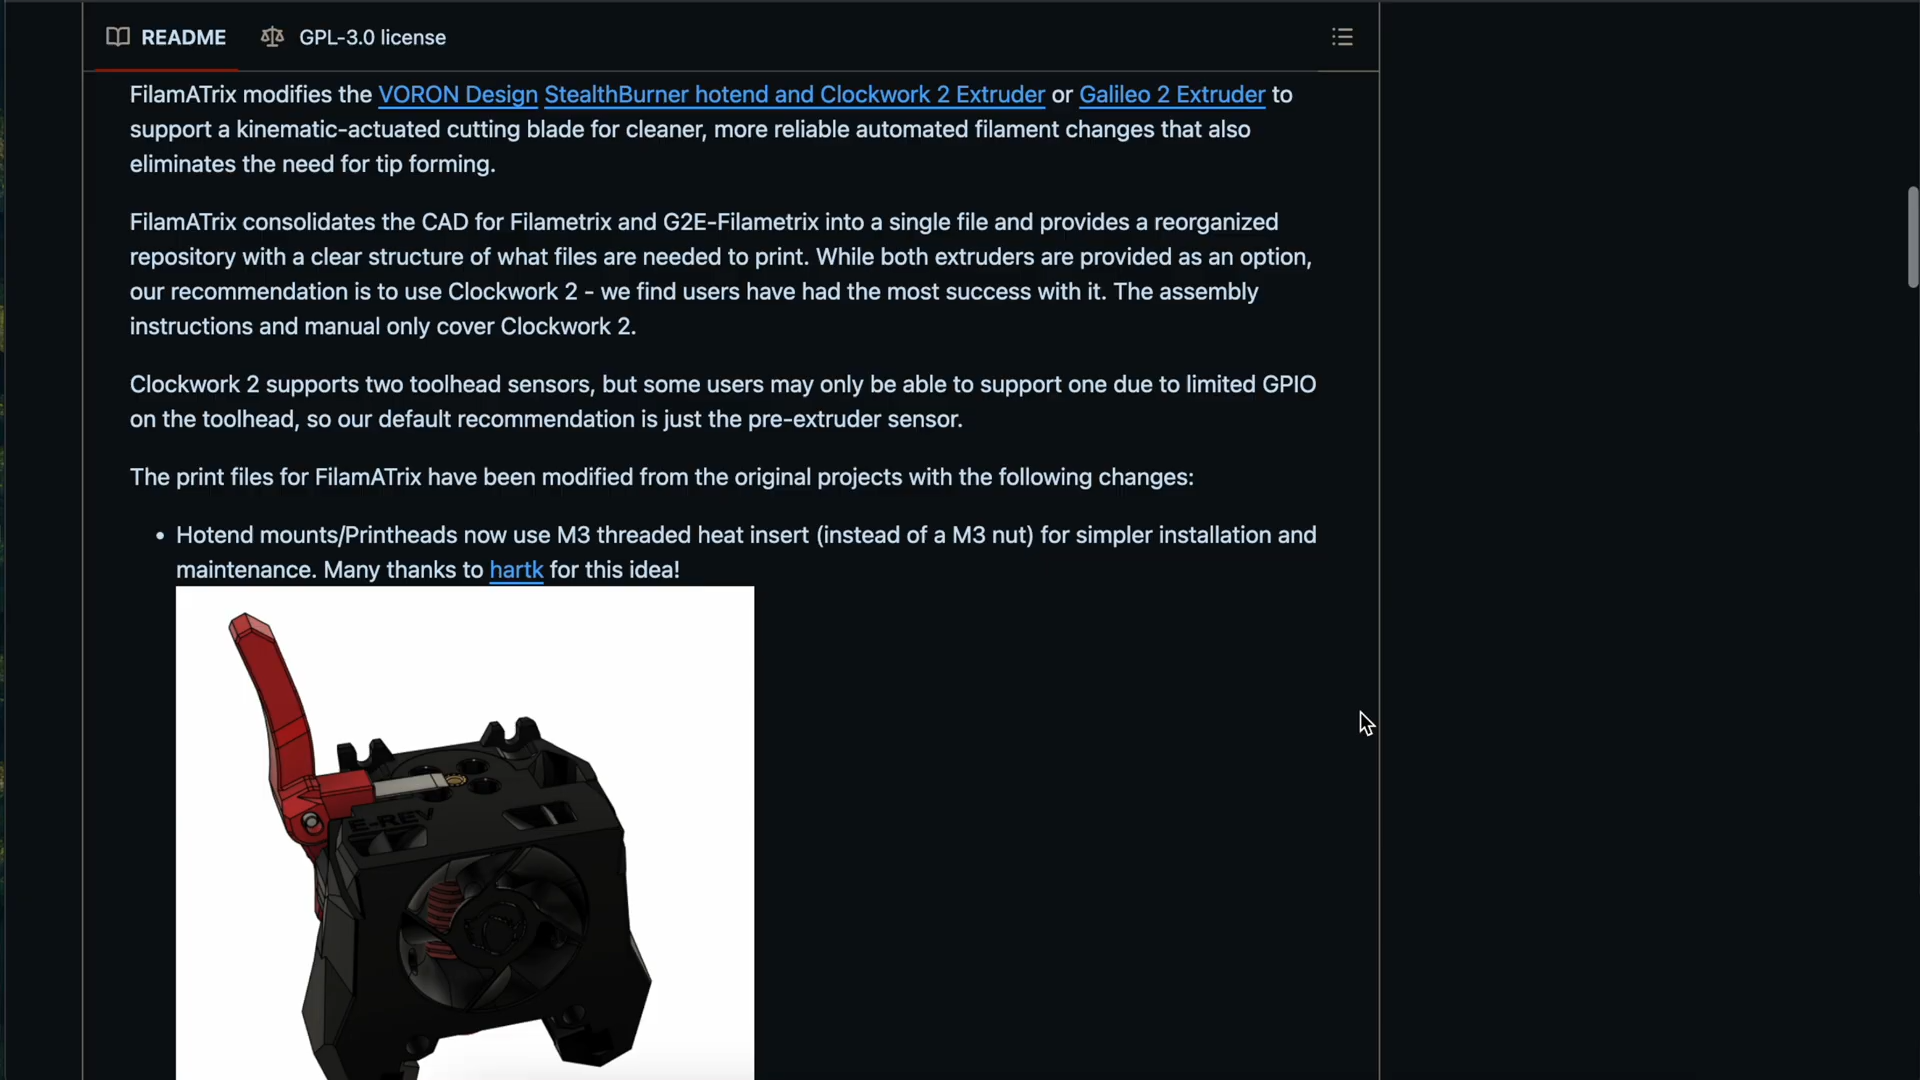 README GPL-3.0 license
FilamATrix modifies the VORON Design StealthBurner hotend and Clockwork 2 Extruder or Galileo 2 Extruder to
support a kinematic-actuated cutting blade for cleaner, more reliable automated filament changes that also
eliminates the need for tip forming.
FilamATrix consolidates the CAD for Filametrix and G2E-Filametrix into a single file and provides a reorganized
repository with a clear structure of what files are needed to print. While both extruders are provided as an option,
our recommendation is to use Clockwork 2 - we find users have had the most success with it. The assembly
instructions and manual only cover Clockwork 2.
Clockwork 2 supports two toolhead sensors, but some users may only be able to support one due to limited GPIO
on the toolhead, so our default recommendation is just the pre-extruder sensor.
The print files for FilamATrix have been modified from the original projects with the following changes:
• Hotend mounts/Printheads now use M3 threaded heat insert (instead of a M3 nut) for simpler installation and
maintenance. Many thanks to hartk for this idea!
E-REV